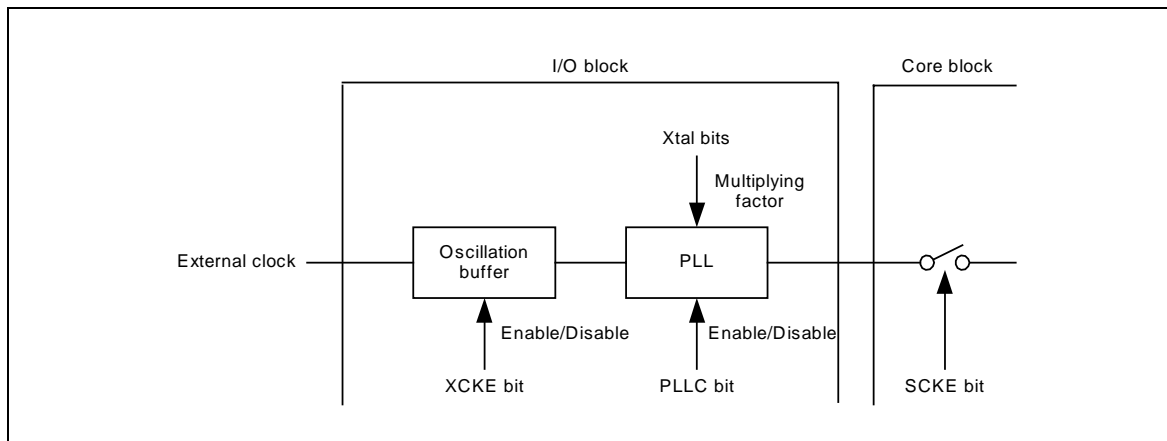 I/O block
Core block
Xtal bits
Multiplying
factor
External clock
Oscillation
buffer
PLL
Enable/Disable
Enable/Disable
XCKE bit
PLLC bit
SCKE bit